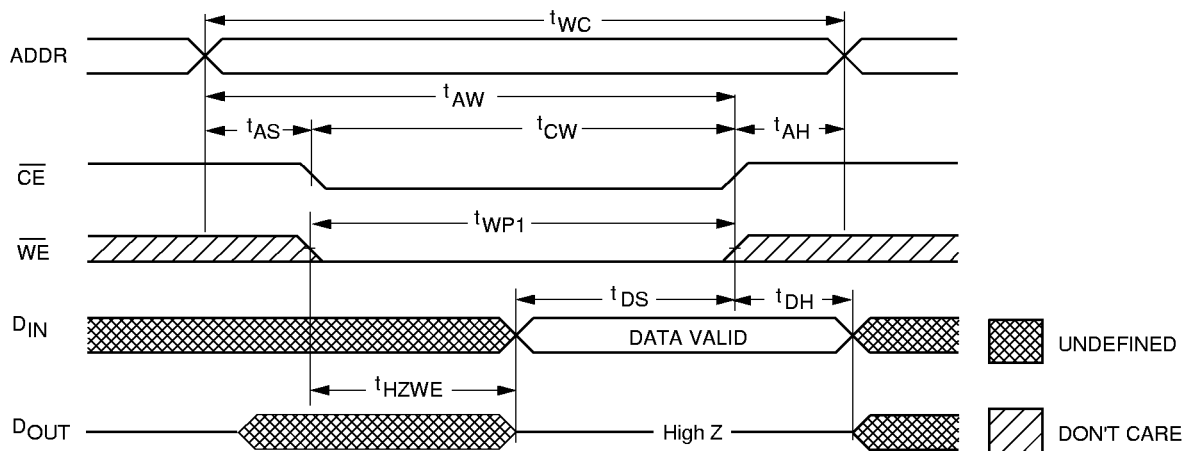 tWC
ADDR
tAW
tAS
tCW
tAH
CE
tWP1
WE
tDS
tDH
DIN
DATA VALID
UNDEFINED
tHZWE
DOUT
High Z
DON'T CARE